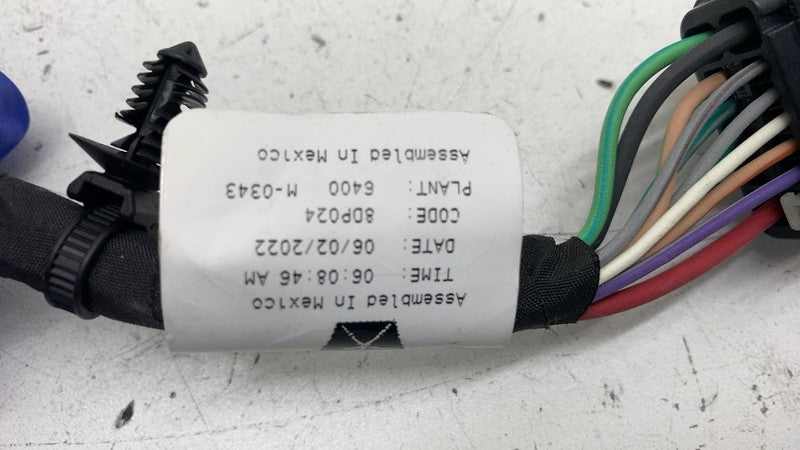 Assembled In Mexico
TIME: 06:08:46 AM
DATE: 06/02/2022
CODE: 8DP024
PLANT: 6400 M-0343
Assembled In Mexico